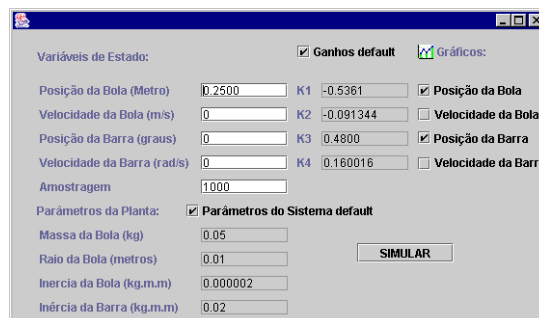 Variáveis de Estado: Ganhos default Gráficos:
Posição da Bola (Metro) 0.2500 K1 -0.5361 Posição da Bola
Velocidade da Bola (m/s) 0 K2 -0.091344 Velocidade da Bola
Posição da Barra (graus) 0 K3 0.4800 Posição da Barra
Velocidade da Barra (rad/s) 0 K4 0.160016 Velocidade da Barr
Amostragem 1000
Parâmetros da Planta: Parâmetros do Sistema default
Massa da Bola (kg) 0.05
Raio da Bola (metros) 0.01 SIMULAR
Inercia da Bola (kg.m.m) 0.000002
Inércia da Barra (kg.m.m) 0.02